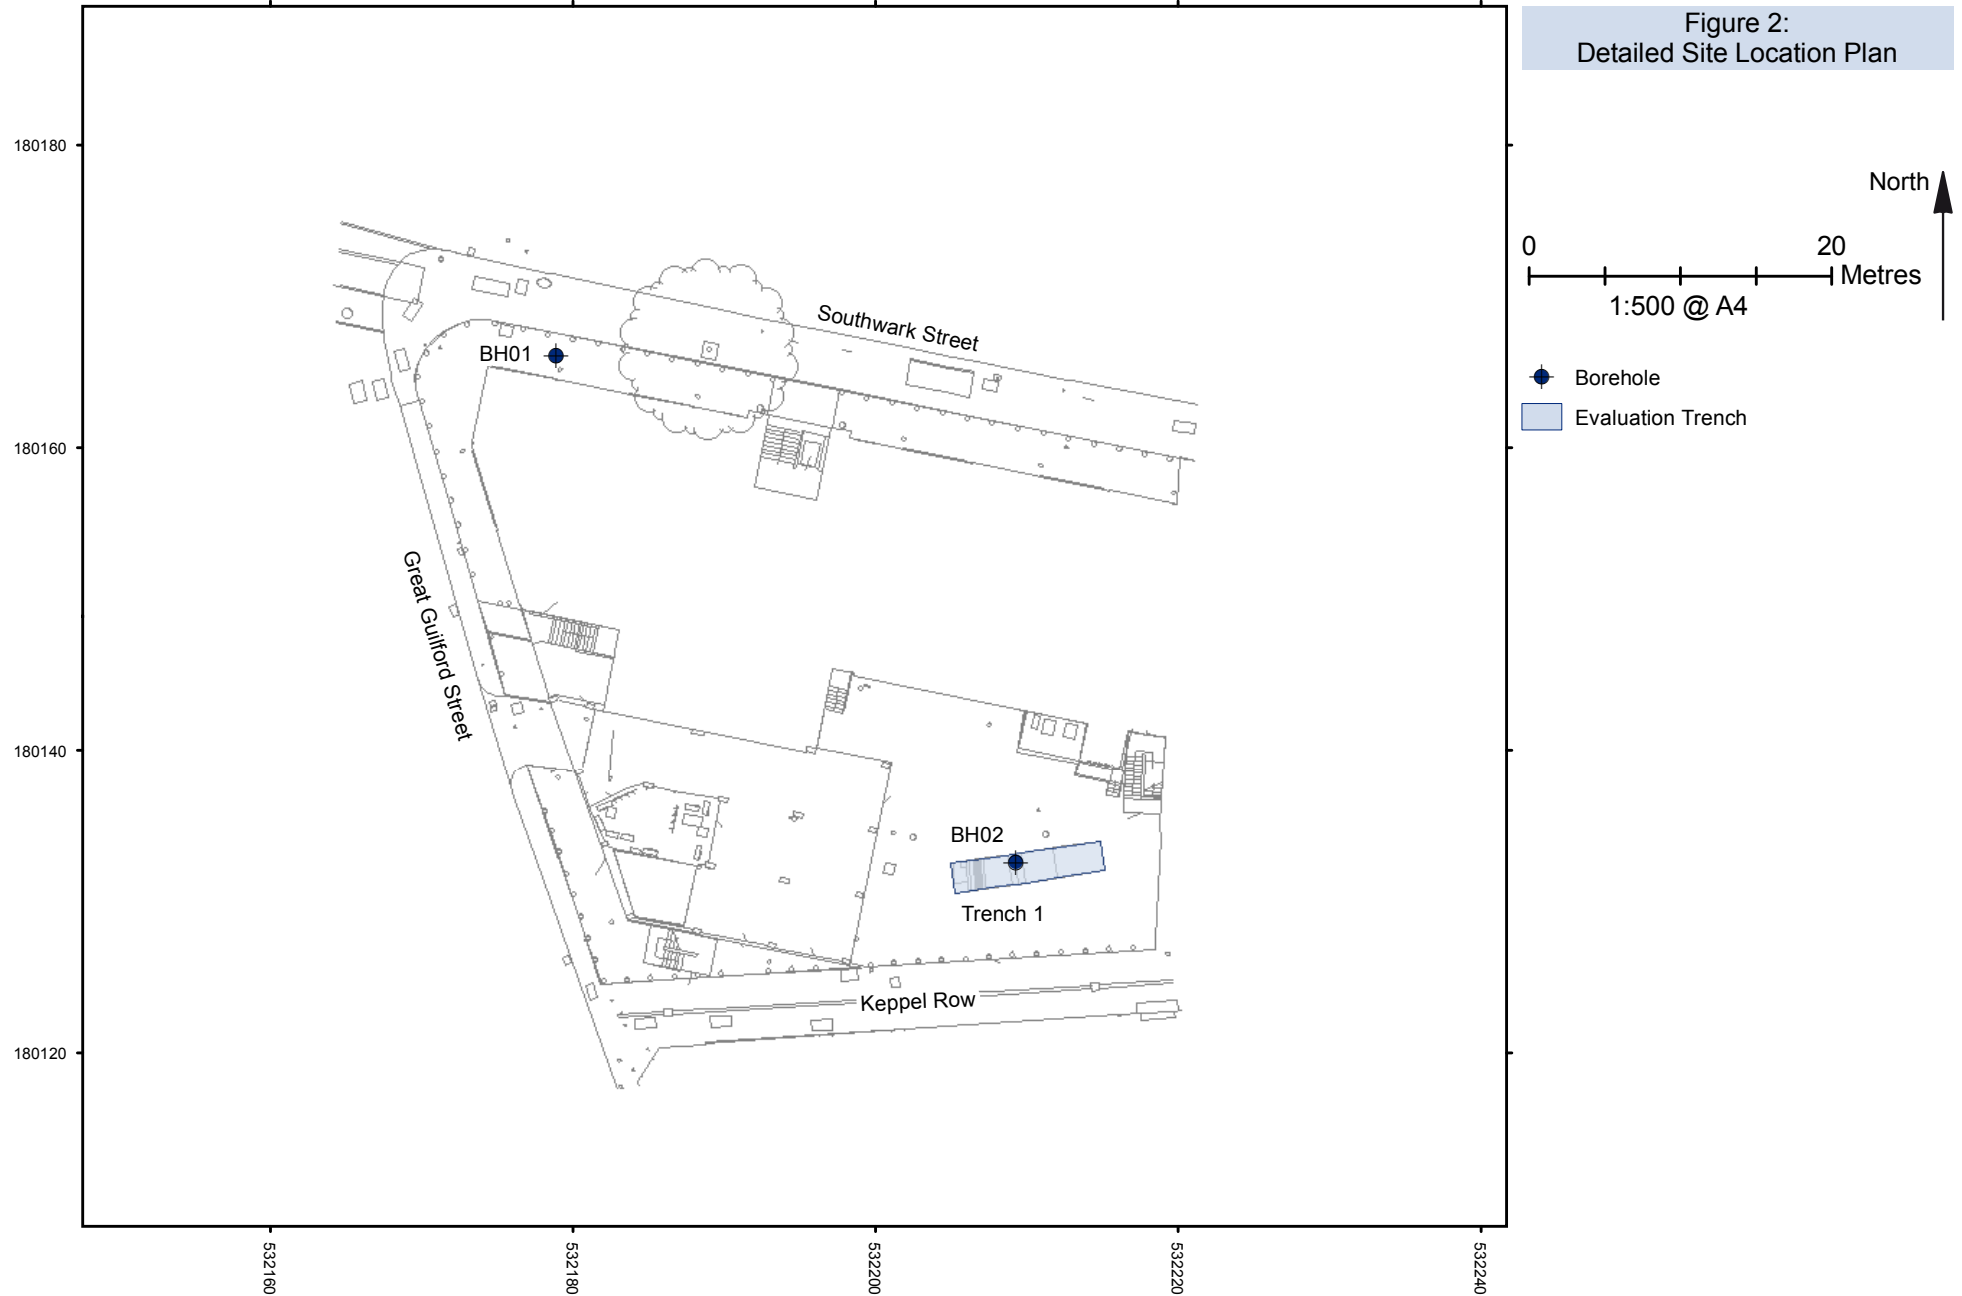 Figure 2:
Detailed Site Location Plan
180180
180160
180140
180120
532160
532180
532200
532220
532240
North
0
20
Metres
1:500 @ A4
Borehole
Evaluation Trench
Southwark Street
BH01
Great Guilford Street
BH02
Trench 1
Keppel Row